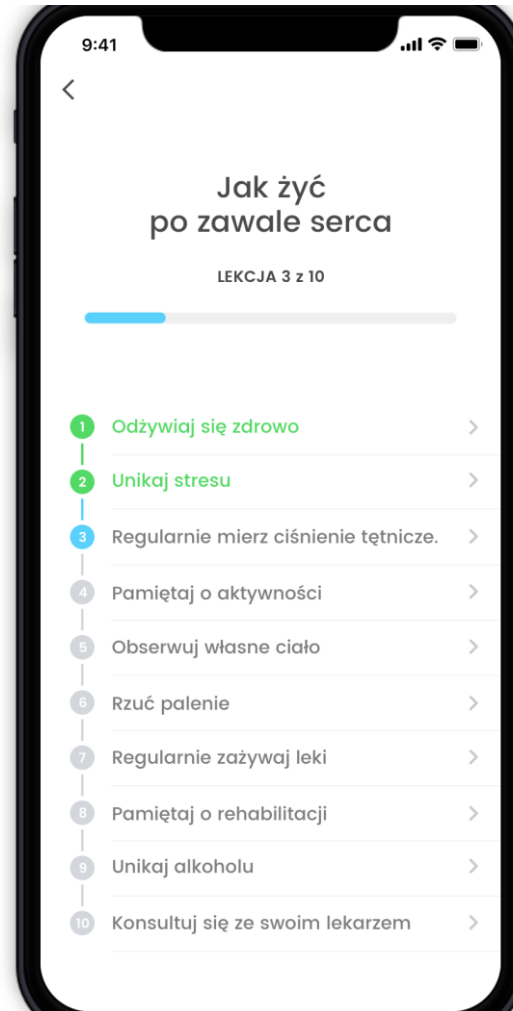 9:41
Jak żyć
po zawale serca
LEKCJA 3 z 10
1 Odżywiaj się zdrowo
2 Unikaj stresu
3 Regularnie mierz ciśnienie tętnicze.
4 Pamiętaj o aktywności
5 Obserwuj własne ciało
6 Rzuć palenie
7 Regularnie zażywaj leki
8 Pamiętaj o rehabilitacji
9 Unikaj alkoholu
10 Konsultuj się ze swoim lekarzem